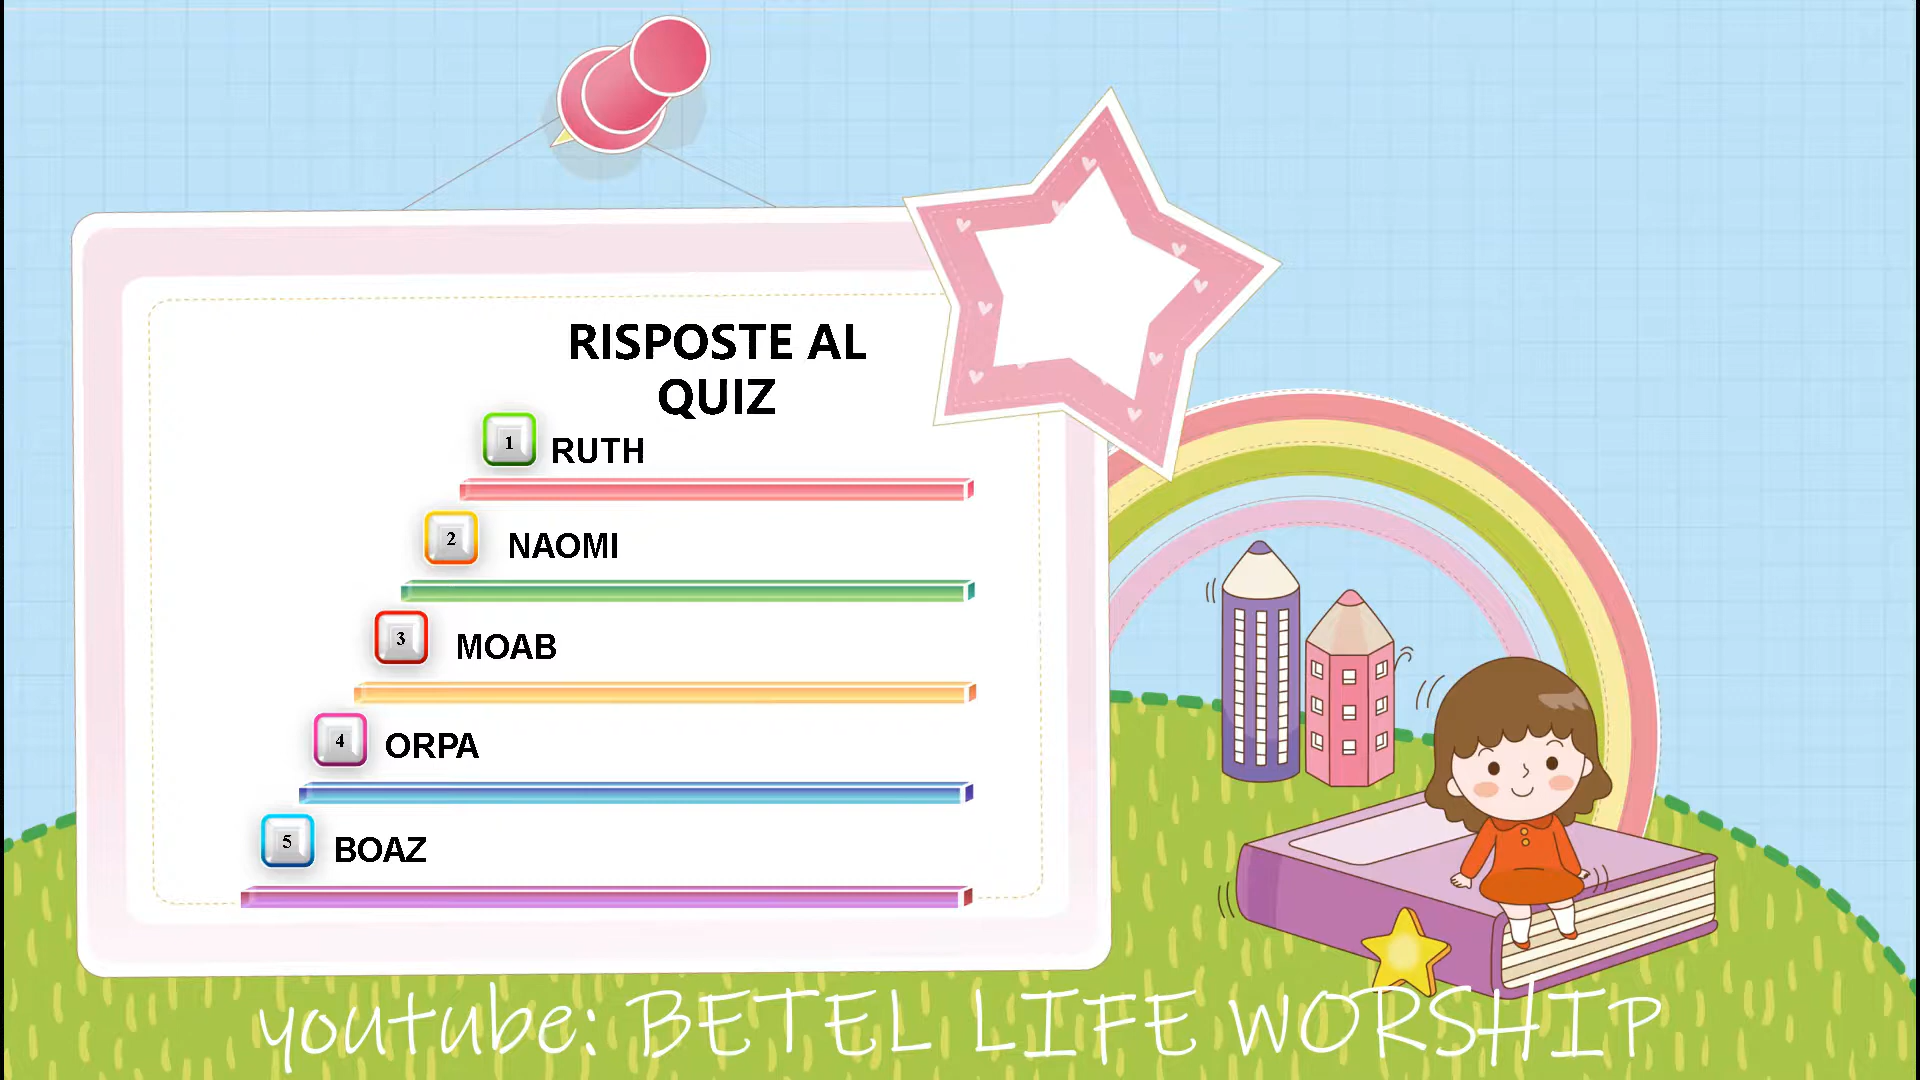 RISPOSTE AL
QUIZ
1 RUTH
2 NAOMI
3 MOAB
4 ORPA
5 BOAZ
youtube: BETEL LIFE WORSHIP